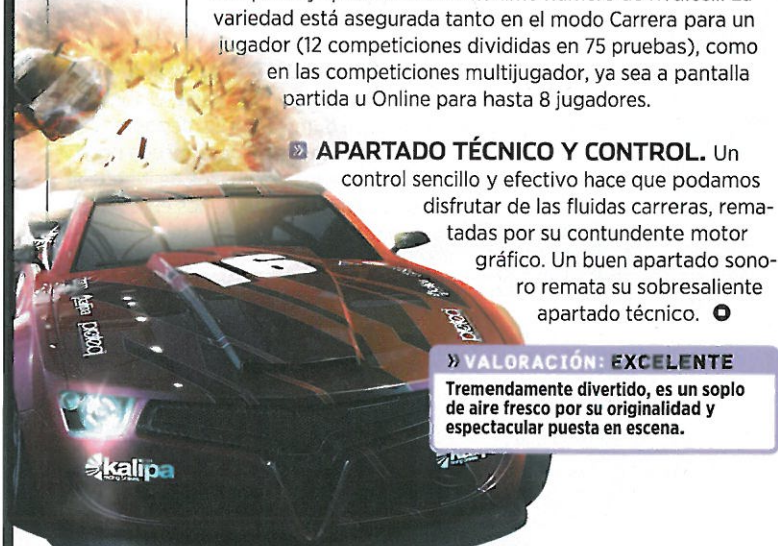 variedad está asegurada tanto en el modo Carrera para un
jugador (12 competiciones divididas en 75 pruebas), como
en las competiciones multijugador, ya sea a pantalla
partida u Online para hasta 8 jugadores.
APARTADO TÉCNICO Y CONTROL. Un
control sencillo y efectivo hace que podamos
disfrutar de las fluidas carreras, rema-
tadas por su contundente motor
gráfico. Un buen apartado sono-
ro remata su sobresaliente
apartado técnico.
» VALORACIÓN: EXCELENTE
Tremendamente divertido, es un soplo
de aire fresco por su originalidad y
espectacular puesta en escena.
16
kalipa